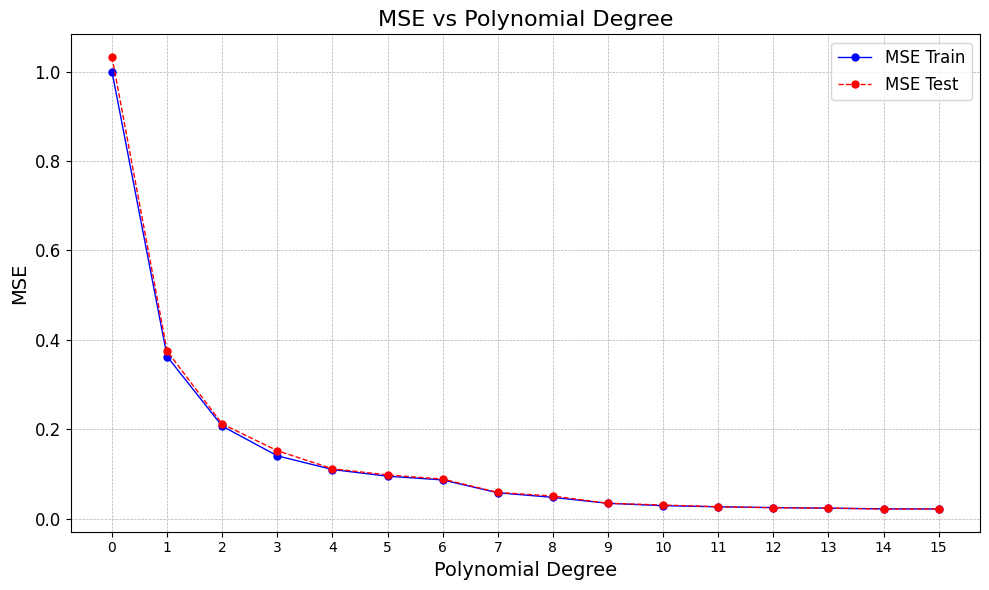 MSE vs Polynomial Degree
MSE Train
MSE Test
MSE
1.0
0.8
0.6
0.4
0.2
0.0
0 1 2 3 4 5 6 7 8 9 10 11 12 13 14 15
Polynomial Degree